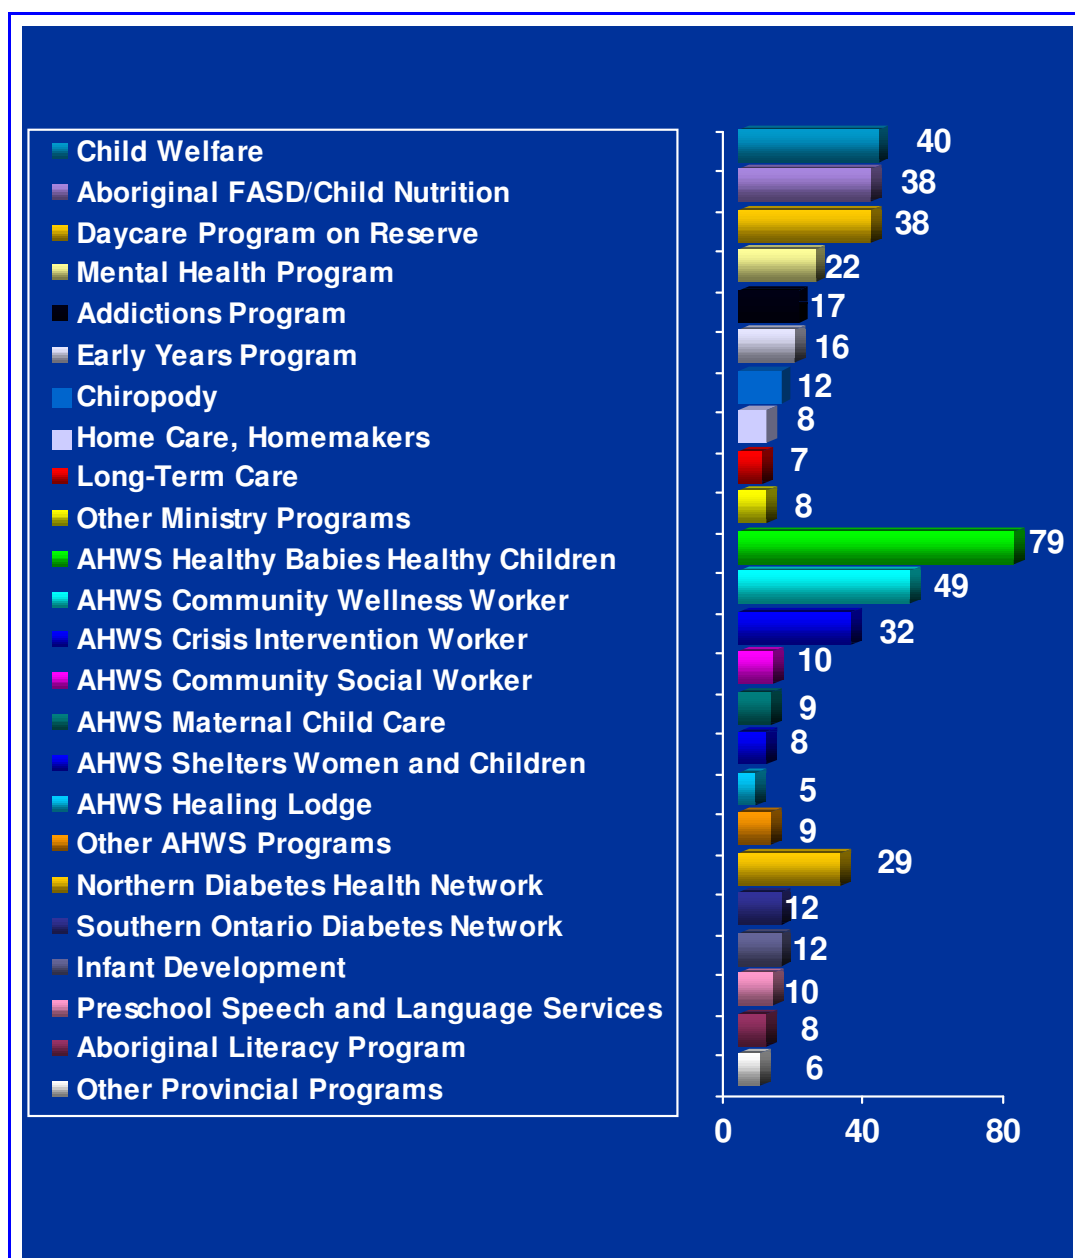 Child Welfare 40
Aboriginal FASD/Child Nutrition 38
Daycare Program on Reserve 38
Mental Health Program 22
Addictions Program 17
Early Years Program 16
Chiropody 12
Home Care, Homemakers 8
Long-Term Care 7
Other Ministry Programs 8
AHWS Healthy Babies Healthy Children 79
AHWS Community Wellness Worker 49
AHWS Crisis Intervention Worker 32
AHWS Community Social Worker 10
AHWS Maternal Child Care 9
AHWS Shelters Women and Children 8
AHWS Healing Lodge 5
Other AHWS Programs 9
Northern Diabetes Health Network 29
Southern Ontario Diabetes Network 12
Infant Development 12
Preschool Speech and Language Services 10
Aboriginal Literacy Program 8
Other Provincial Programs 6
0 40 80